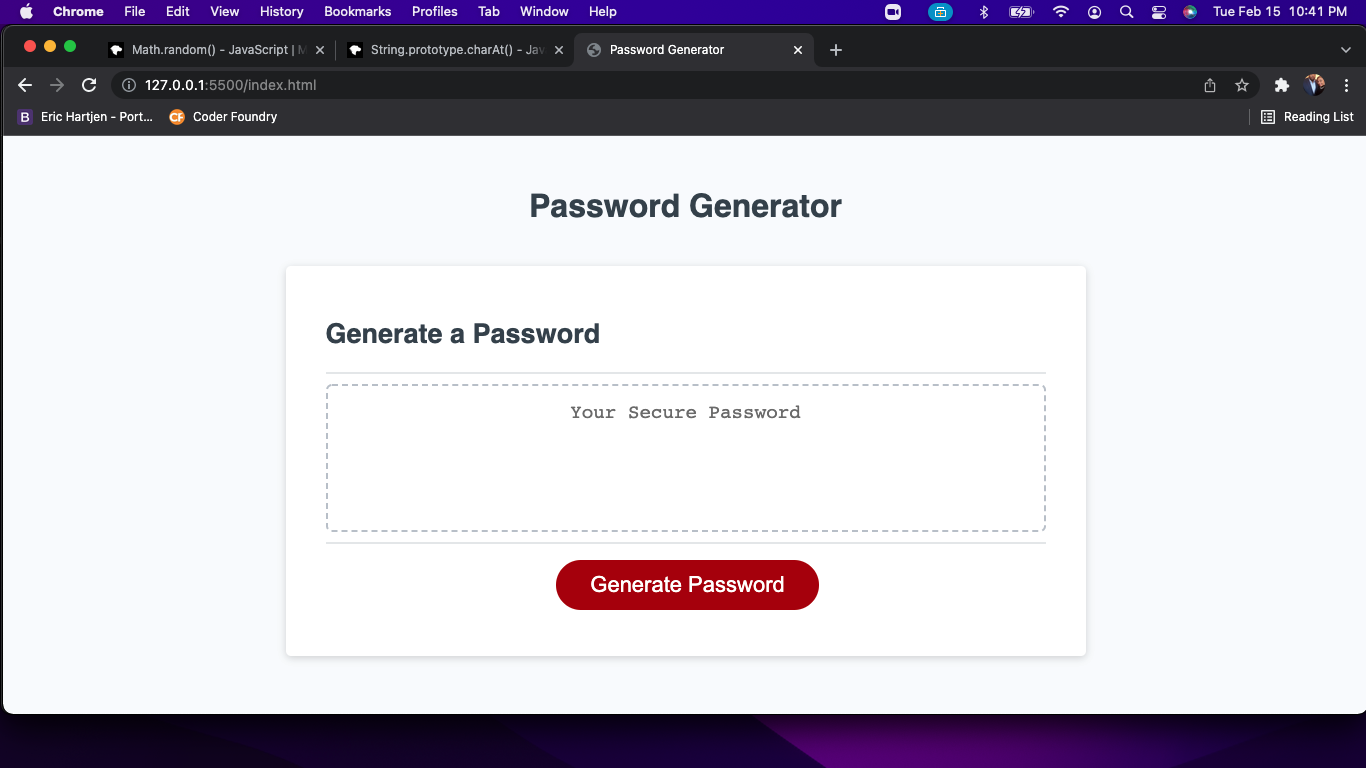 Chrome File Edit View History Bookmarks Profiles Tab Window Help Tue Feb 15 10:41 PM
Math.random() - JavaScript | M String.prototype.charAt() - Jav Password Generator
127.0.0.1:5500/index.html
B Eric Hartjen - Port... CF Coder Foundry Reading List
Password Generator
Generate a Password
Your Secure Password
Generate Password